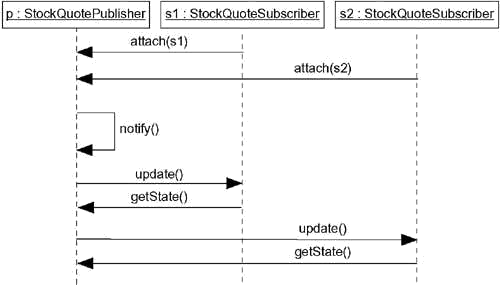 p : StockQuotePublisher
s1 : StockQuoteSubscriber
s2 : StockQuoteSubscriber
attach(s1)
attach(s2)
notify()
update()
getState()
update()
getState()